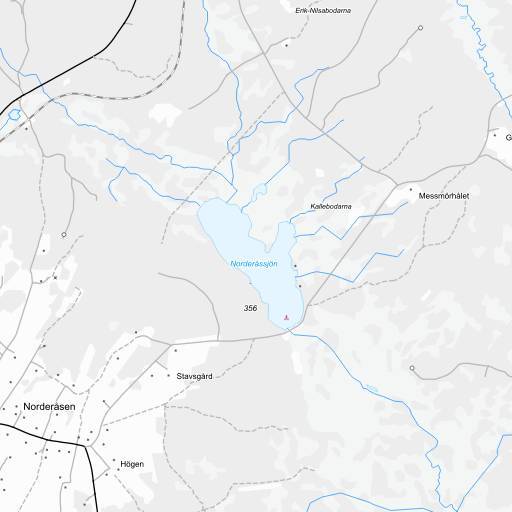 Erik-Nilsabodarna
G
Messmörhålet
Kallebodarna
Norderåssjön
356
Stavsgård
Norderåsen
Högen